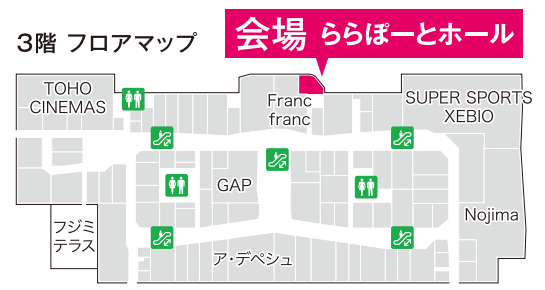 3階 フロアマップ
会場 ららぽーとホール
TOHO
CINEMAS
Franc
franc
SUPER SPORTS
XEBIO
GAP
Nojima
フジミ
テラス
ア・デペシュ